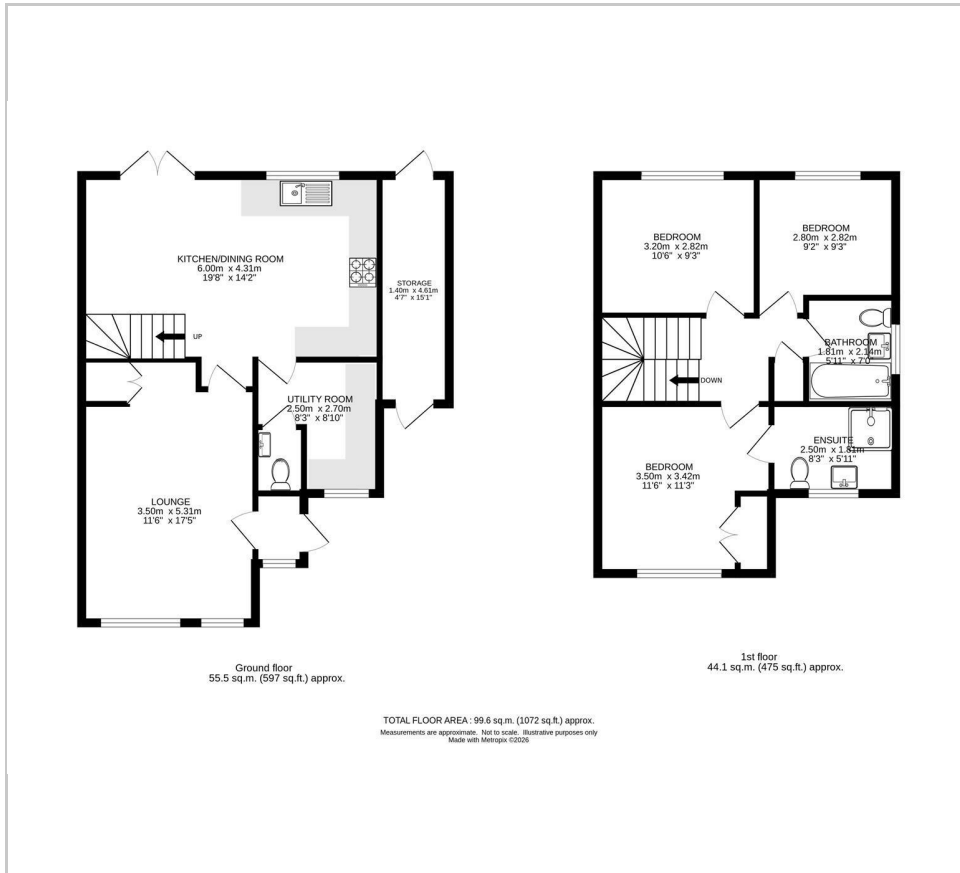 KITCHEN/DINING ROOM
6.00m x 4.31m
19'8" x 14'2"
UP
STORAGE
1.40m x 4.61m
4'7" x 15'1"
UTILITY ROOM
2.50m x 2.70m
8'3" x 8'10"
LOUNGE
3.50m x 5.31m
11'6" x 17'5"
Ground floor
55.5 sq.m. (597 sq.ft.) approx.
BEDROOM
3.20m x 2.82m
10'6" x 9'3"
BEDROOM
2.80m x 2.82m
9'2" x 9'3"
BATHROOM
1.81m x 2.14m
5'11" x 7'0"
DOWN
BEDROOM
3.50m x 3.42m
11'6" x 11'3"
ENSUITE
2.50m x 1.81m
8'3" x 5'11"
1st floor
44.1 sq.m. (475 sq.ft.) approx.
TOTAL FLOOR AREA : 99.6 sq.m. (1072 sq.ft.) approx.
Measurements are approximate. Not to scale. Illustrative purposes only
Made with Metropix ©2026